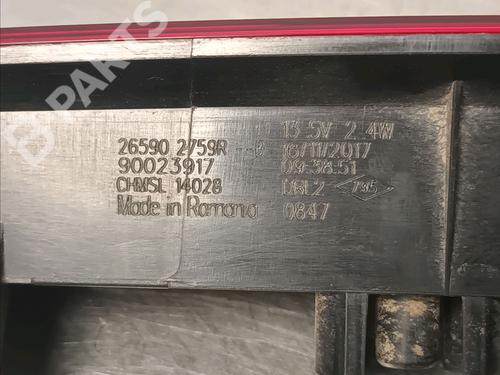 26590 2759R --B
90023917
CHMSL 14028
Made in Romania
13.5V 2.4W
16/11/2017
09:38:51
DBL2
0847
B PARTS